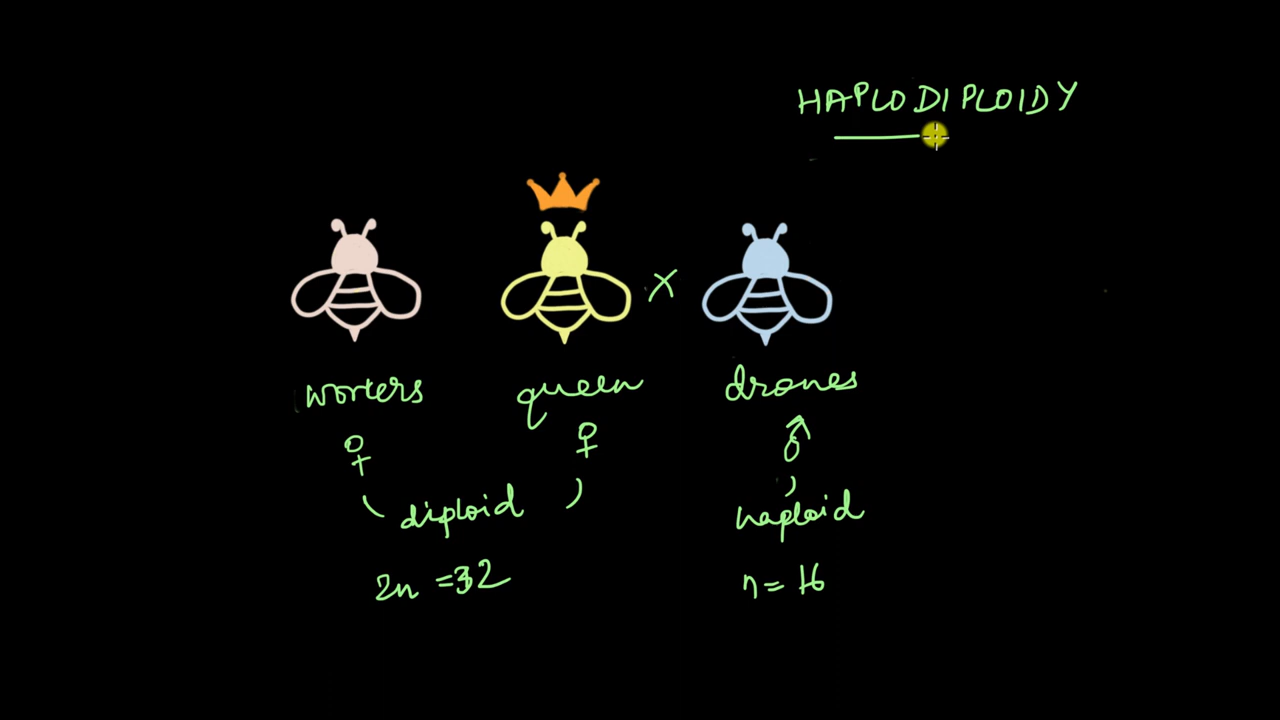 HAPLODIPLOIDY
workers queen x drones
♀ ♀ ♂
diploid haploid
2n = 32 n = 16